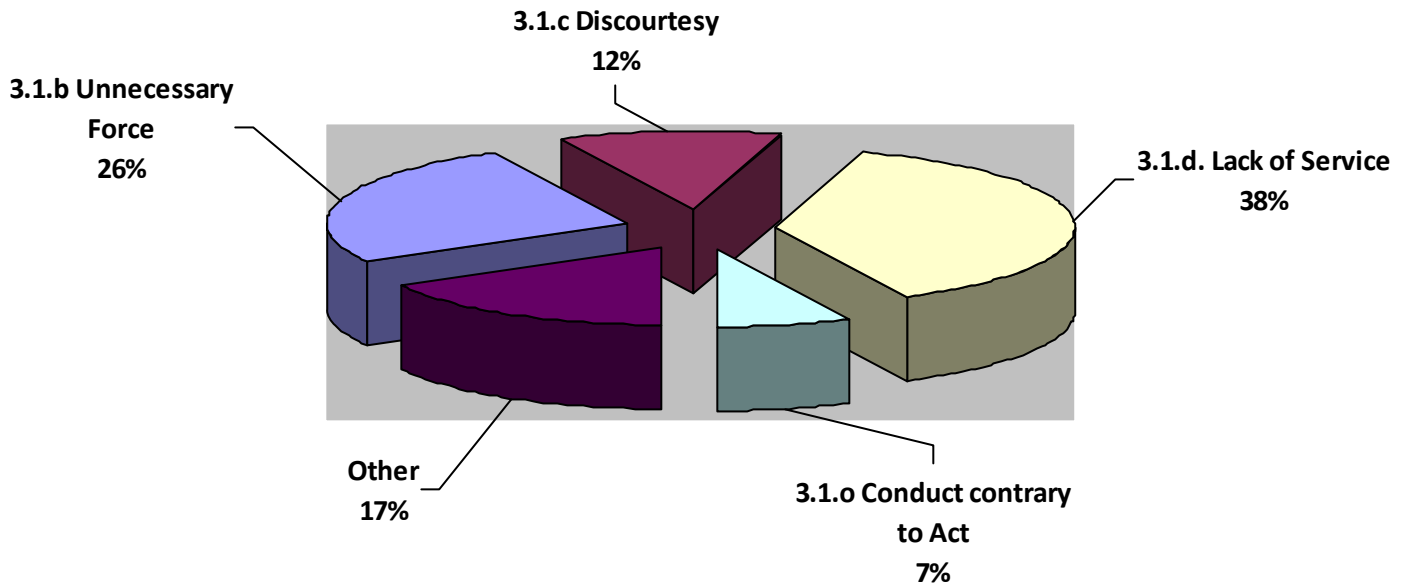 3.1.c Discourtesy
12%
3.1.b Unnecessary
Force
26%
3.1.d. Lack of Service
38%
Other
17%
3.1.o Conduct contrary
to Act
7%